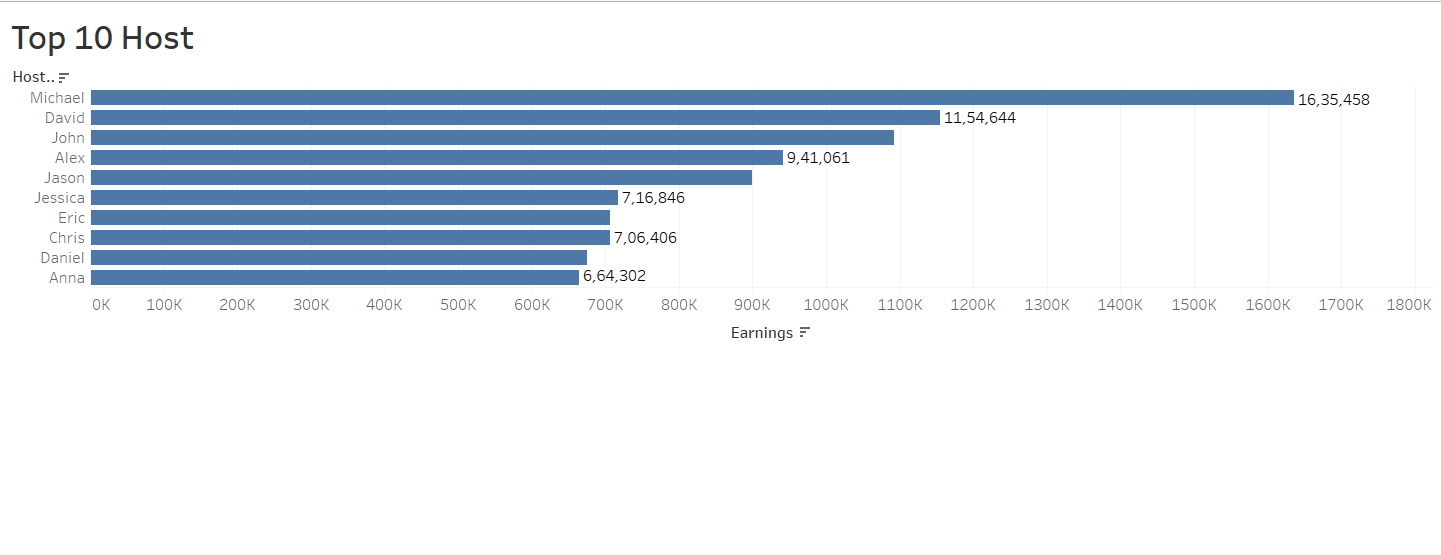 Top 10 Host
Host..
Michael 16,35,458
David 11,54,644
John
Alex 9,41,061
Jason
Jessica 7,16,846
Eric
Chris 7,06,406
Daniel
Anna 6,64,302
0K 100K 200K 300K 400K 500K 600K 700K 800K 900K 1000K 1100K 1200K 1300K 1400K 1500K 1600K 1700K 1800K
Earnings